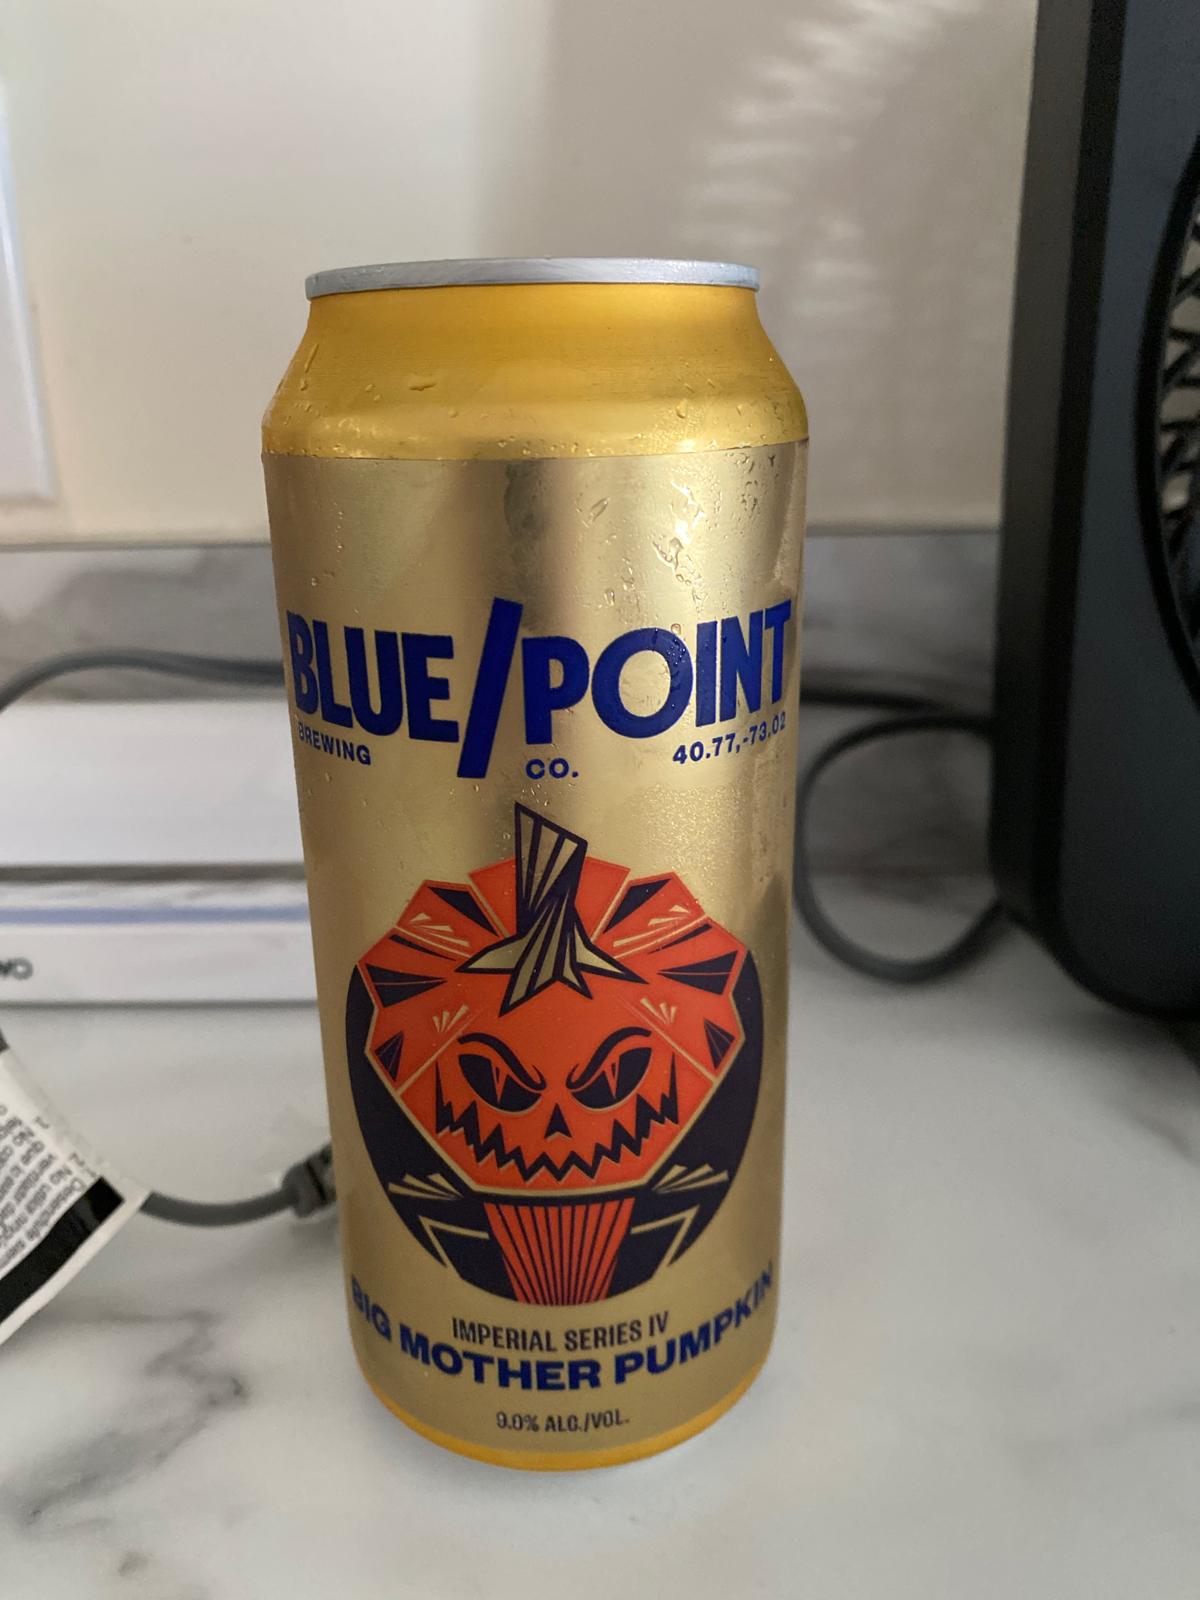 BLUE/POINT
BREWING CO. 40.77,-73.02
IMPERIAL SERIES IV
BIG MOTHER PUMPKIN
9.0% ALC./VOL.